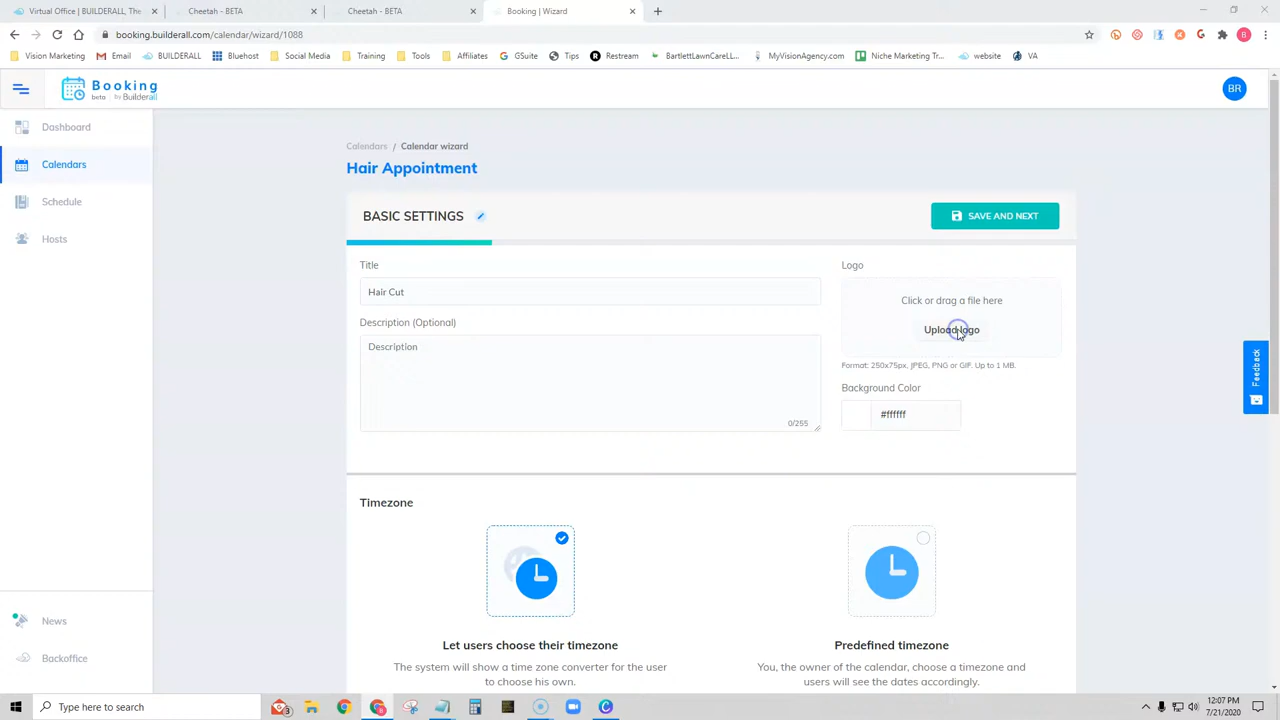 Virtual Office | BUILDERALL, The
Cheetah - BETA
Cheetah - BETA
Booking | Wizard
booking.builderall.com/calendar/wizard/1088
B
Vision Marketing
Email
BUILDERALL
Bluehost
Social Media
Training
Tools
Affiliates
GSuite
Tips
Restream
BartlettLawnCareLL...
MyVisionAgency.com
Niche Marketing Tr...
website
VA
Booking
beta by Builderall
BR
Dashboard
Calendars
Schedule
Hosts
News
Backoffice
Calendars / Calendar wizard
Hair Appointment
BASIC SETTINGS
SAVE AND NEXT
Title
Hair Cut
Description (Optional)
Description
0/255
Logo
Click or drag a file here
Upload logo
Format: 250x75px, JPEG, PNG or GIF. Up to 1 MB.
Background Color
#ffffff
Feedback
Timezone
Let users choose their timezone
The system will show a time zone converter for the user
to choose his own.
Predefined timezone
You, the owner of the calendar, choose a timezone and
users will see the dates accordingly.
Type here to search
3
12:07 PM
7/21/2020